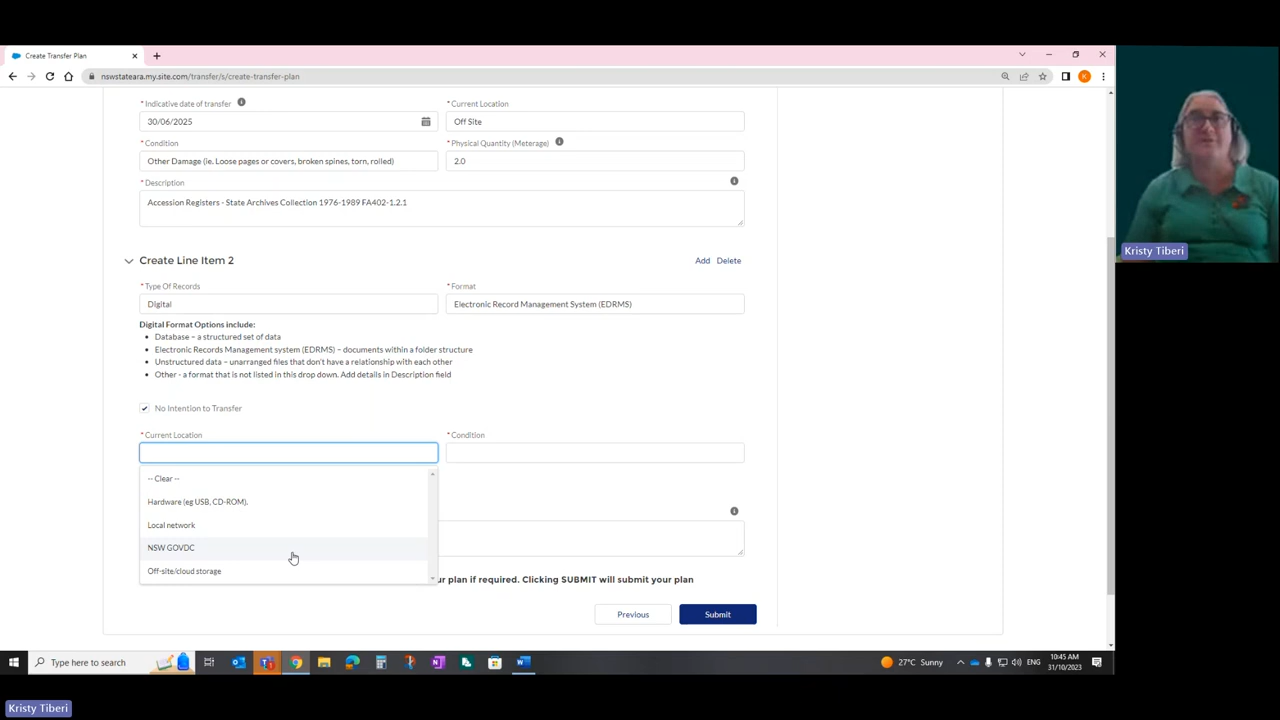 Create Transfer Plan
nswstateara.my.site.com/transfer/s/create-transfer-plan
* Indicative date of transfer
* Current Location
30/06/2025
Off Site
* Condition
* Physical Quantity (Meterage)
Other Damage (ie. Loose pages or covers, broken spines, torn, rolled)
2.0
* Description
Accession Registers - State Archives Collection 1976-1989 FA402-1.2.1
Create Line Item 2
Add Delete
* Type Of Records
* Format
Digital
Electronic Record Management System (EDRMS)
Digital Format Options include:
• Database – a structured set of data
• Electronic Records Management system (EDRMS) – documents within a folder structure
• Unstructured data – unarranged files that don't have a relationship with each other
• Other - a format that is not listed in this drop down. Add details in Description field
No Intention to Transfer
* Current Location
* Condition
-- Clear --
Hardware (eg USB, CD-ROM).
Local network
NSW GOVDC
Off-site/cloud storage
ur plan if required. Clicking SUBMIT will submit your plan
Previous
Submit
Kristy Tiberi
Type here to search
27°C Sunny
ENG
10:45 AM
31/10/2023
Kristy Tiberi